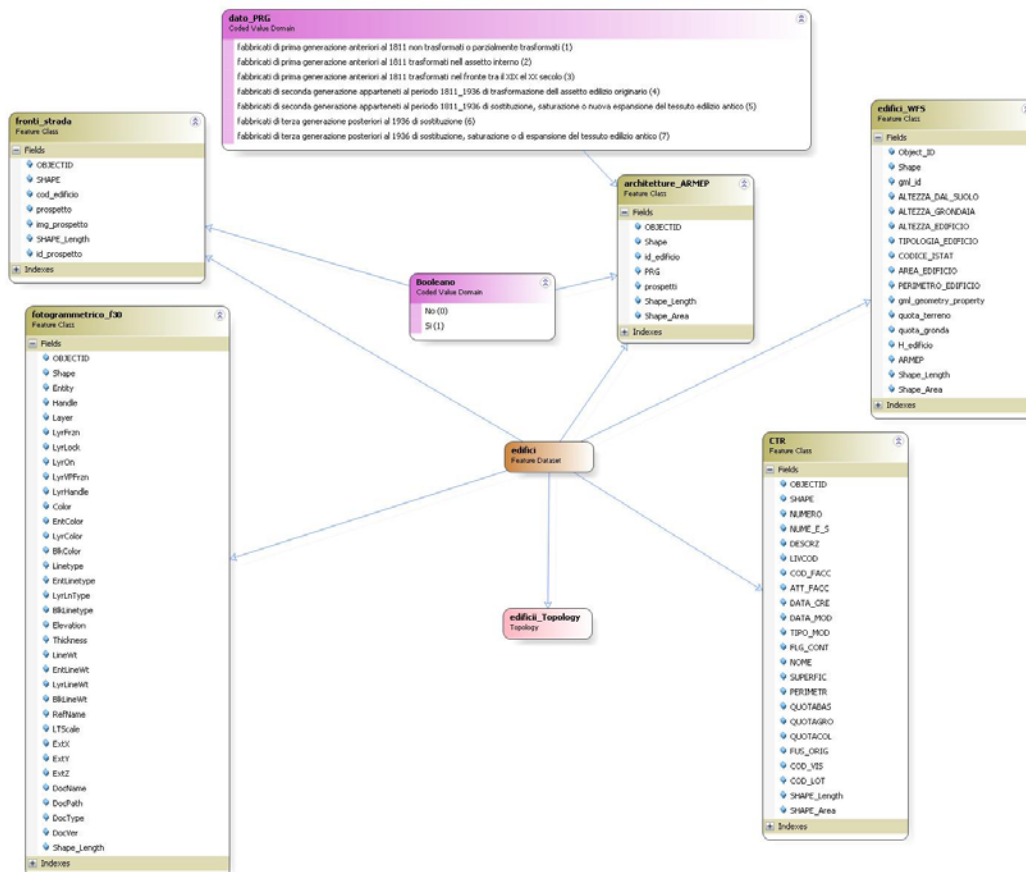 dato_PRG
Coded Value Domain
fabbricati di prima generazione anteriori al 1811 non trasformati o parzialmente trasformati (1)
fabbricati di prima generazione anteriori al 1811 trasformati nell assetto interno (2)
fabbricati di prima generazione anteriori al 1811 trasformati nel fronte tra il XIX el XX secolo (3)
fabbricati di seconda generazione apparteneti al periodo 1811_1936 di trasformazione dell assetto edilizio originario (4)
fabbricati di seconda generazione apparteneti al periodo 1811_1936 di sostituzione, saturazione o nuova espansione del tessuto edilizio antico (5)
fabbricati di terza generazione posteriori al 1936 di sostituzione (6)
fabbricati di terza generazione posteriori al 1936 di sostituzione, saturazione o di espansione del tessuto edilizio antico (7)
fronti_strada
Feature Class
Fields
OBJECTID
SHAPE
cod_edificio
prospetto
img_prospetto
SHAPE_Length
id_prospetto
Indexes
edifici_WFS
Feature Class
Fields
Object_ID
Shape
gml_id
ALTEZZA_DAL_SUOLO
ALTEZZA_GRONDAIA
ALTEZZA_EDIFICIO
TIPOLOGIA_EDIFICIO
CODICE_ISTAT
AREA_EDIFICIO
PERIMETRO_EDIFICIO
gml_geometry_property
quota_terreno
quota_gronda
H_edificio
ARMEP
Shape_Length
Shape_Area
Indexes
architetture_ARMEP
Feature Class
Fields
OBJECTID
Shape
id_edificio
PRG
prospetti
Shape_Length
Shape_Area
Indexes
Booleano
Coded Value Domain
No (0)
Si (1)
fotogrammetrico_f30
Feature Class
Fields
OBJECTID
Shape
Entity
Handle
Layer
LyrFrzn
LyrLock
LyrOn
LyrVPFrzn
LyrHandle
Color
EntColor
LyrColor
BlkColor
Linetype
EntLinetype
LyrLnType
BlkLinetype
Elevation
Thickness
LineWt
EntLineWt
LyrLineWt
BlkLineWt
RefName
LTScale
ExtX
ExtY
ExtZ
DocName
DocPath
DocType
DocVer
Shape_Length
Indexes
edifici
Feature Dataset
edificii_Topology
Topology
CTR
Feature Class
Fields
OBJECTID
SHAPE
NUMERO
NUME_E_S
DESCRZ
LIVCOD
COD_FACC
ATT_FACC
DATA_CRE
DATA_MOD
TIPO_MOD
FLG_CONT
NOME
SUPERFIC
PERIMETR
QUOTABAS
QUOTAGRO
QUOTACOL
FUS_ORIG
COD_VIS
COD_LOT
SHAPE_Length
SHAPE_Area
Indexes